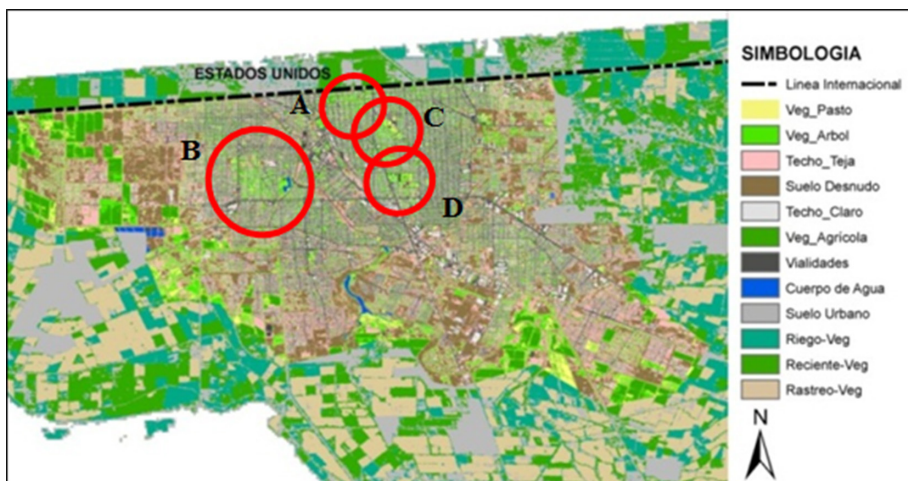 ESTADOS UNIDOS
A
C
B
D
SIMBOLOGIA
Linea Internacional
Veg_Pasto
Veg_Arbol
Techo_Teja
Suelo Desnudo
Techo_Claro
Veg_Agrícola
Vialidades
Cuerpo de Agua
Suelo Urbano
Riego-Veg
Reciente-Veg
Rastreo-Veg
N